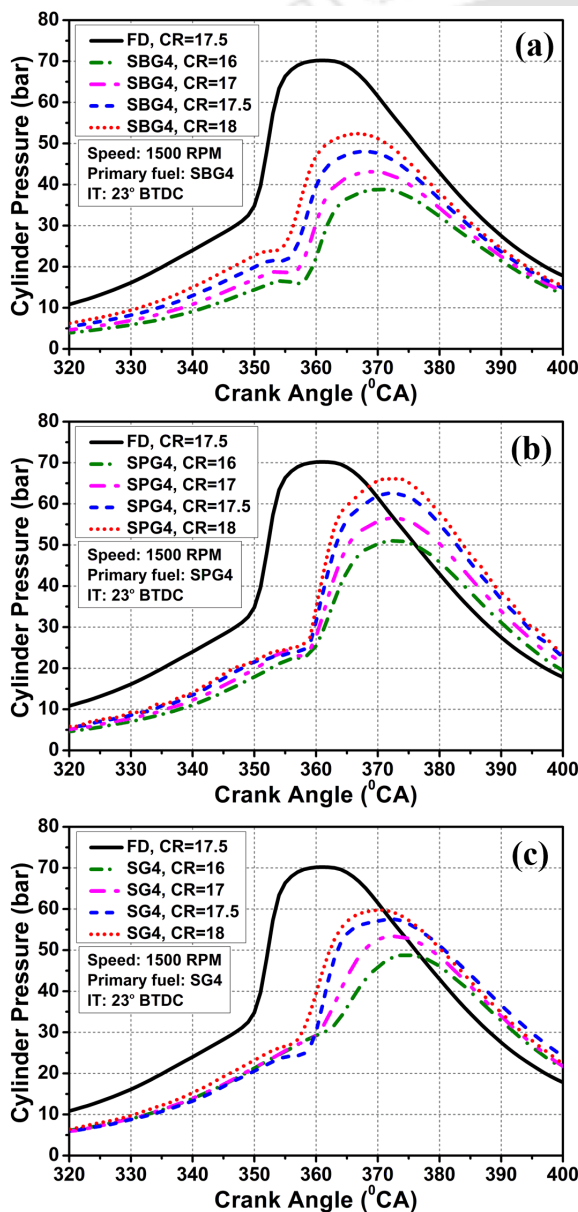 (a)
FD, CR=17.5
SBG4, CR=16
SBG4, CR=17
SBG4, CR=17.5
SBG4, CR=18
Speed: 1500 RPM
Primary fuel: SBG4
IT: 23° BTDC
Cylinder Pressure (bar)
80
70
60
50
40
30
20
10
0
320 330 340 350 360 370 380 390 400
Crank Angle (⁰CA)
(b)
FD, CR=17.5
SPG4, CR=16
SPG4, CR=17
SPG4, CR=17.5
SPG4, CR=18
Speed: 1500 RPM
Primary fuel: SPG4
IT: 23° BTDC
Cylinder Pressure (bar)
80
70
60
50
40
30
20
10
0
320 330 340 350 360 370 380 390 400
Crank Angle (⁰CA)
(c)
FD, CR=17.5
SG4, CR=16
SG4, CR=17
SG4, CR=17.5
SG4, CR=18
Speed: 1500 RPM
Primary fuel: SG4
IT: 23° BTDC
Cylinder Pressure (bar)
80
70
60
50
40
30
20
10
0
320 330 340 350 360 370 380 390 400
Crank Angle (⁰CA)